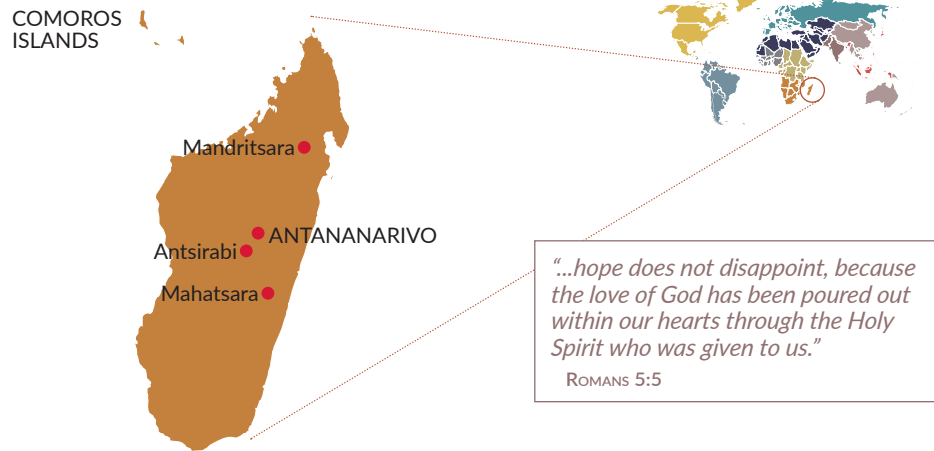 COMOROS
ISLANDS
Mandritsara
ANTANANARIVO
Antsirabi
Mahatsara
“...hope does not disappoint, because
the love of God has been poured out
within our hearts through the Holy
Spirit who was given to us.”
Romans 5:5